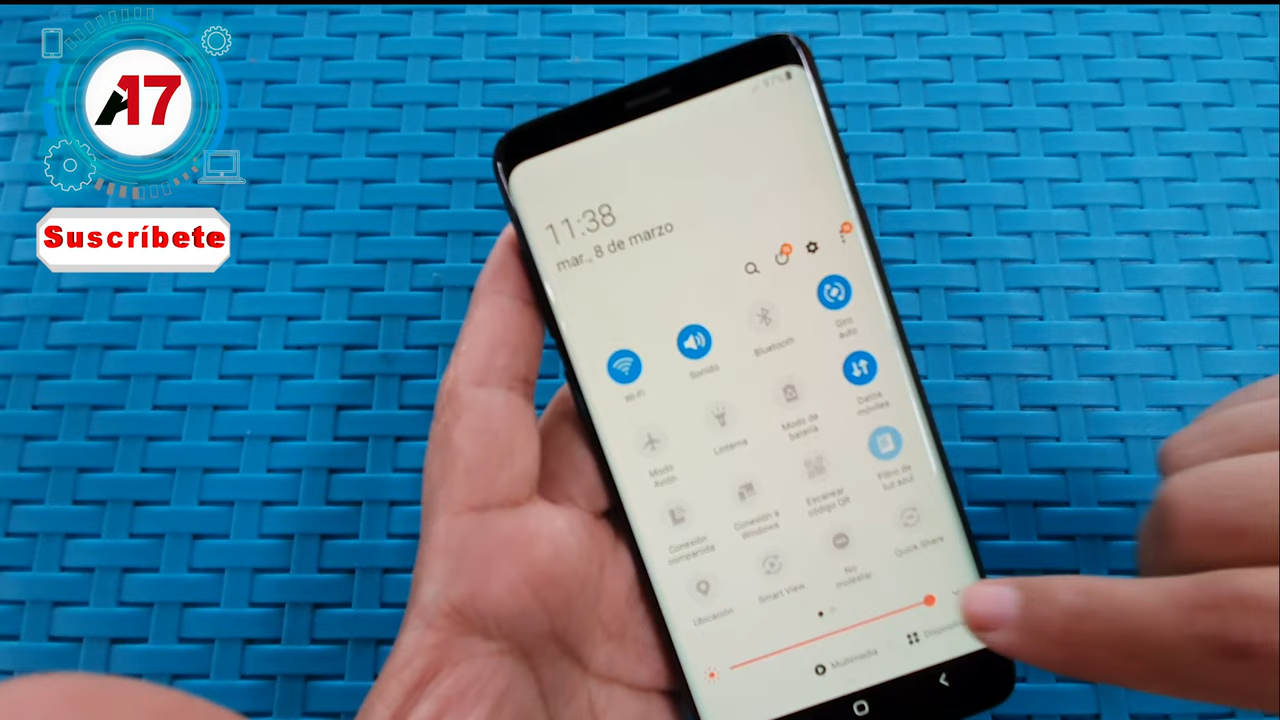 A17
Suscríbete
97%
11:38
mar., 8 de marzo
Wi-Fi
Sonido
Bluetooth
Giro
auto
Modo
Avión
Linterna
Modo de
batería
Datos
móviles
Conexión
compartida
Conexión a
Windows
Escanear
código QR
Filtro de
luz azul
Ubicación
Smart View
No
molestar
Quick Share
Multimedia